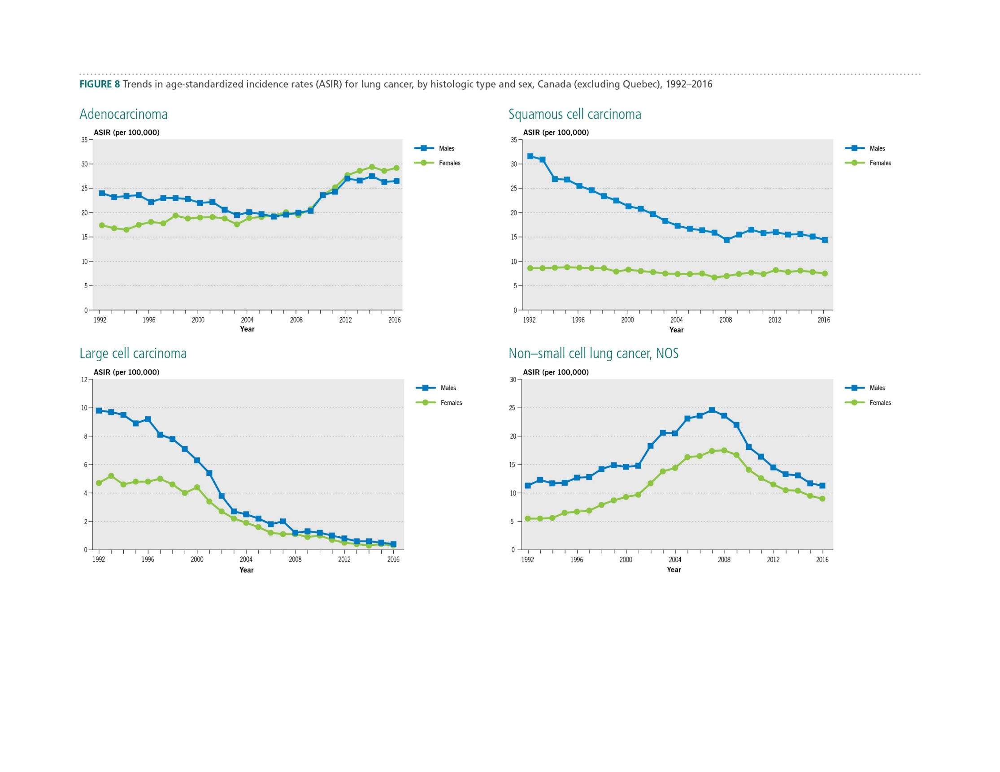 FIGURE 8 Trends in age-standardized incidence rates (ASIR) for lung cancer, by histologic type and sex, Canada (excluding Quebec), 1992–2016
Adenocarcinoma
ASIR (per 100,000)
35
30
25
20
15
10
5
0
1992 1996 2000 2004 2008 2012 2016
Year
Males
Females
Squamous cell carcinoma
ASIR (per 100,000)
35
30
25
20
15
10
5
0
1992 1996 2000 2004 2008 2012 2016
Year
Males
Females
Large cell carcinoma
ASIR (per 100,000)
12
10
8
6
4
2
0
1992 1996 2000 2004 2008 2012 2016
Year
Males
Females
Non–small cell lung cancer, NOS
ASIR (per 100,000)
30
25
20
15
10
5
0
1992 1996 2000 2004 2008 2012 2016
Year
Males
Females